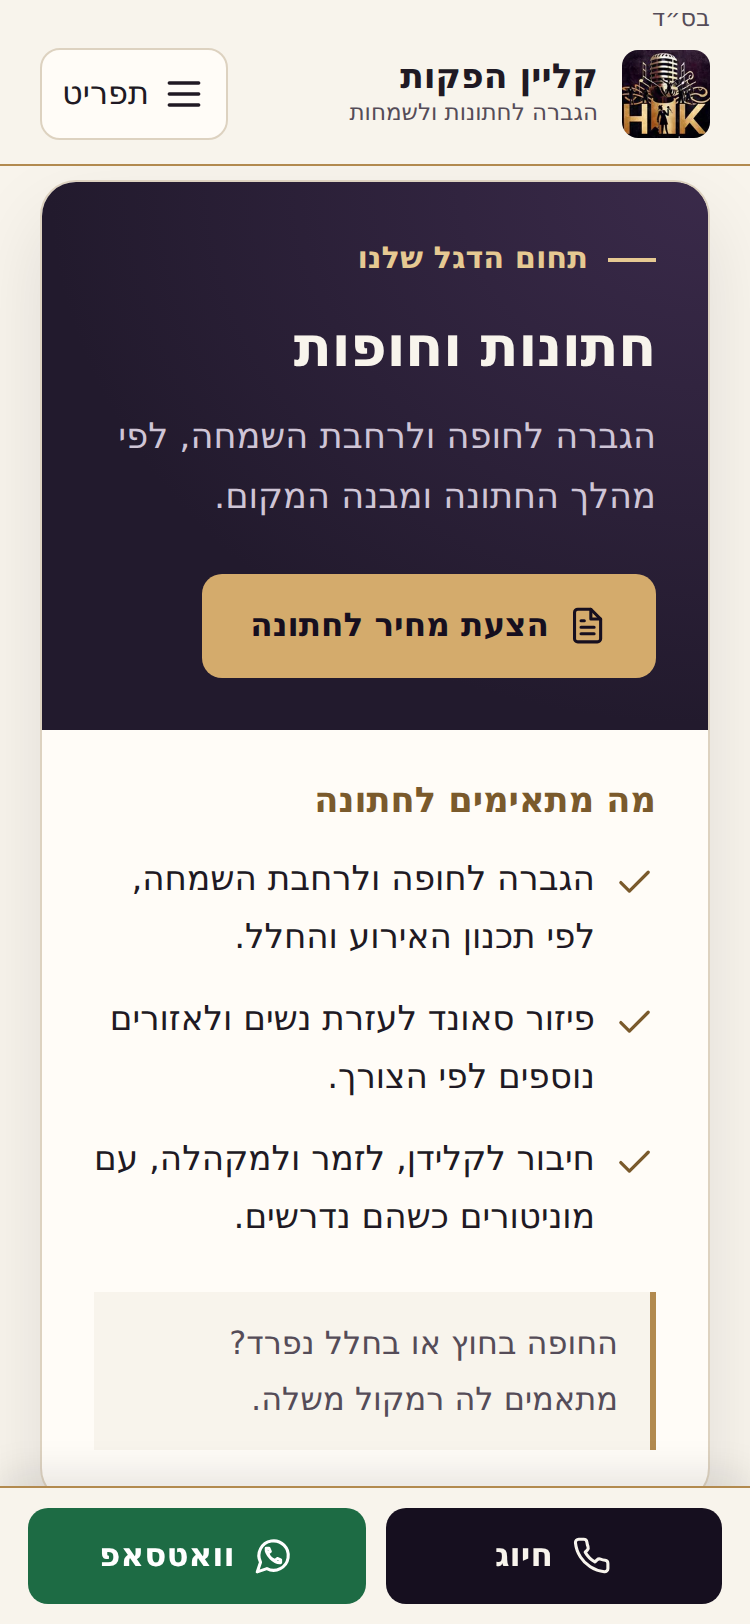 בס״ד
קליין הפקות
הגברה לחתונות ולשמחות
תפריט
HK
תחום הדגל שלנו
חתונות וחופות
הגברה לחופה ולרחבת השמחה, לפי
מהלך החתונה ומבנה המקום.
הצעת מחיר לחתונה
מה מתאימים לחתונה
הגברה לחופה ולרחבת השמחה,
לפי תכנון האירוע והחלל.
פיזור סאונד לעזרת נשים ולאזורים
נוספים לפי הצורך.
חיבור לקלידן, לזמר ולמקהלה, עם
מוניטורים כשהם נדרשים.
החופה בחוץ או בחלל נפרד?
מתאמים לה רמקול משלה.
חיוג
וואטסאפ